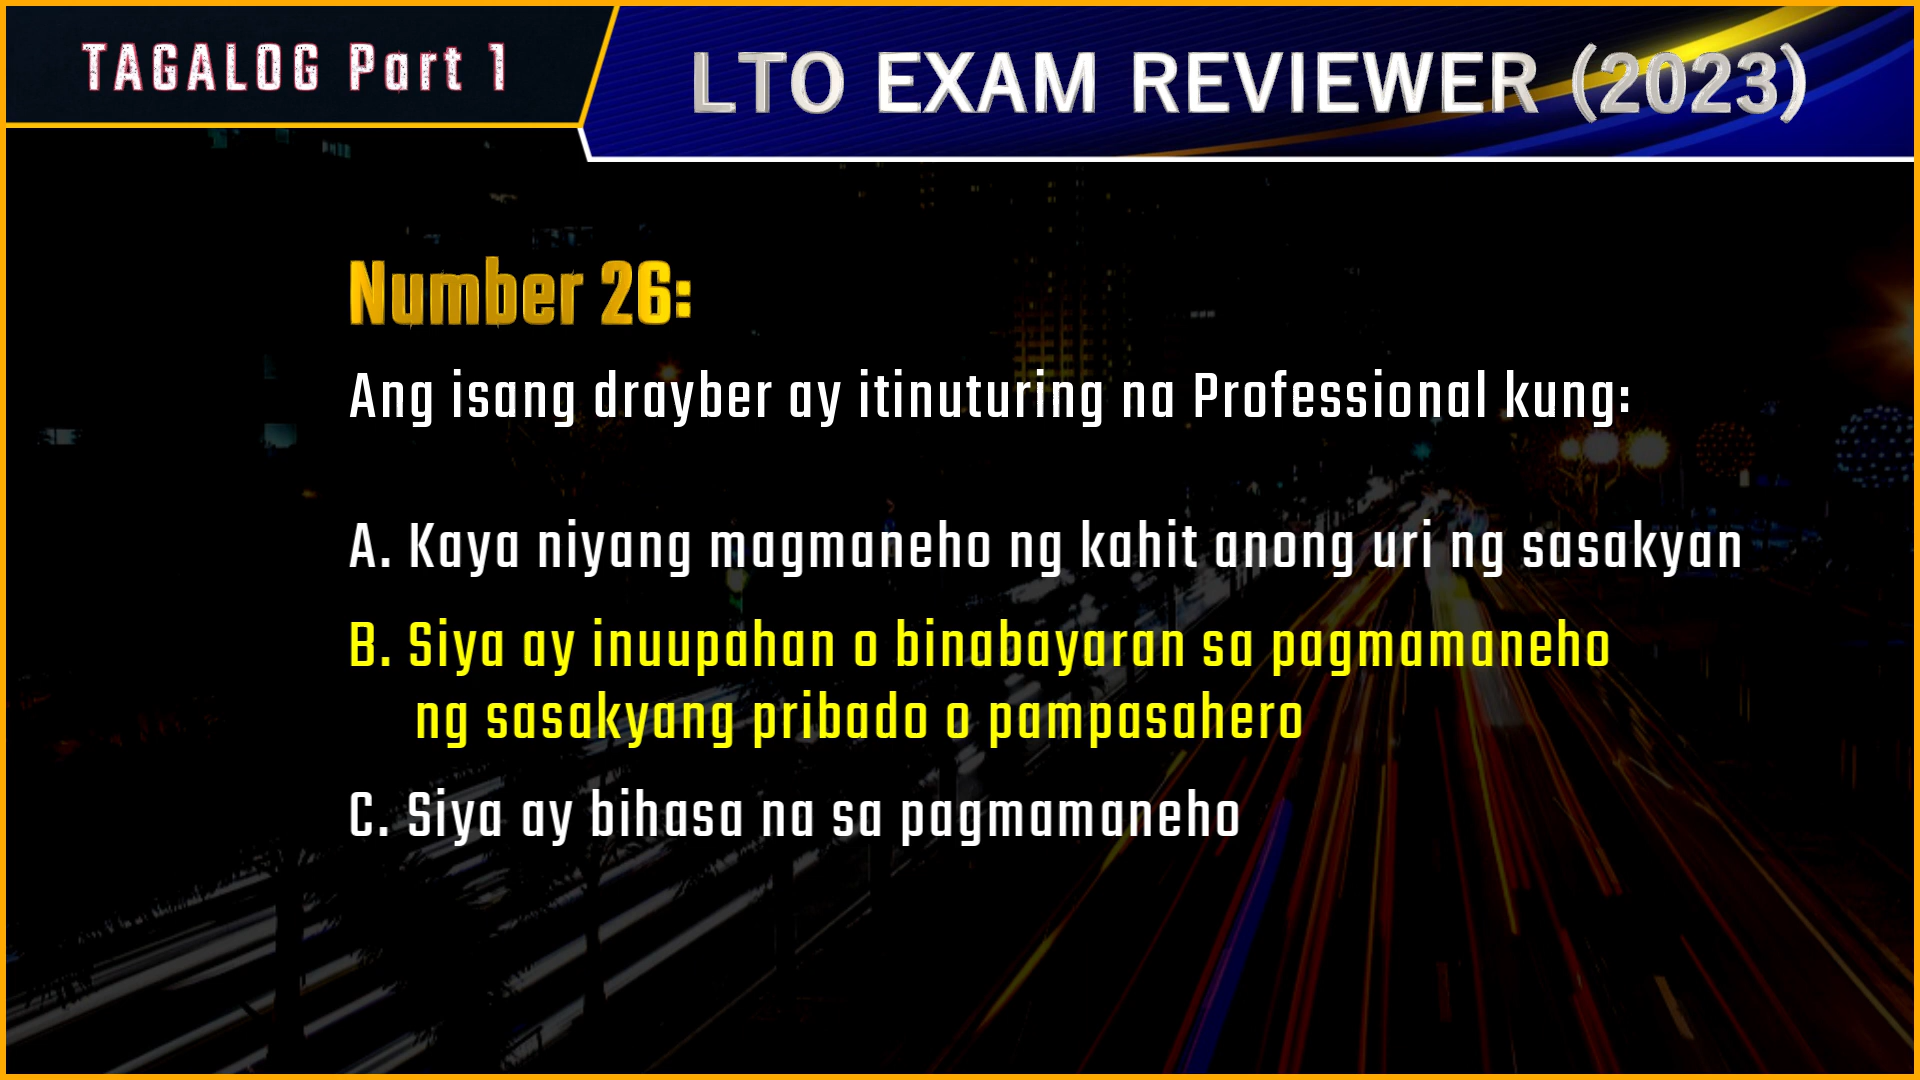 TAGALOG Part 1
LTO EXAM REVIEWER (2023)
Number 26:
Ang isang drayber ay itinuturing na Professional kung:
A. Kaya niyang magmaneho ng kahit anong uri ng sasakyan
B. Siya ay inuupahan o binabayaran sa pagmamaneho
ng sasakyang pribado o pampasahero
C. Siya ay bihasa na sa pagmamaneho